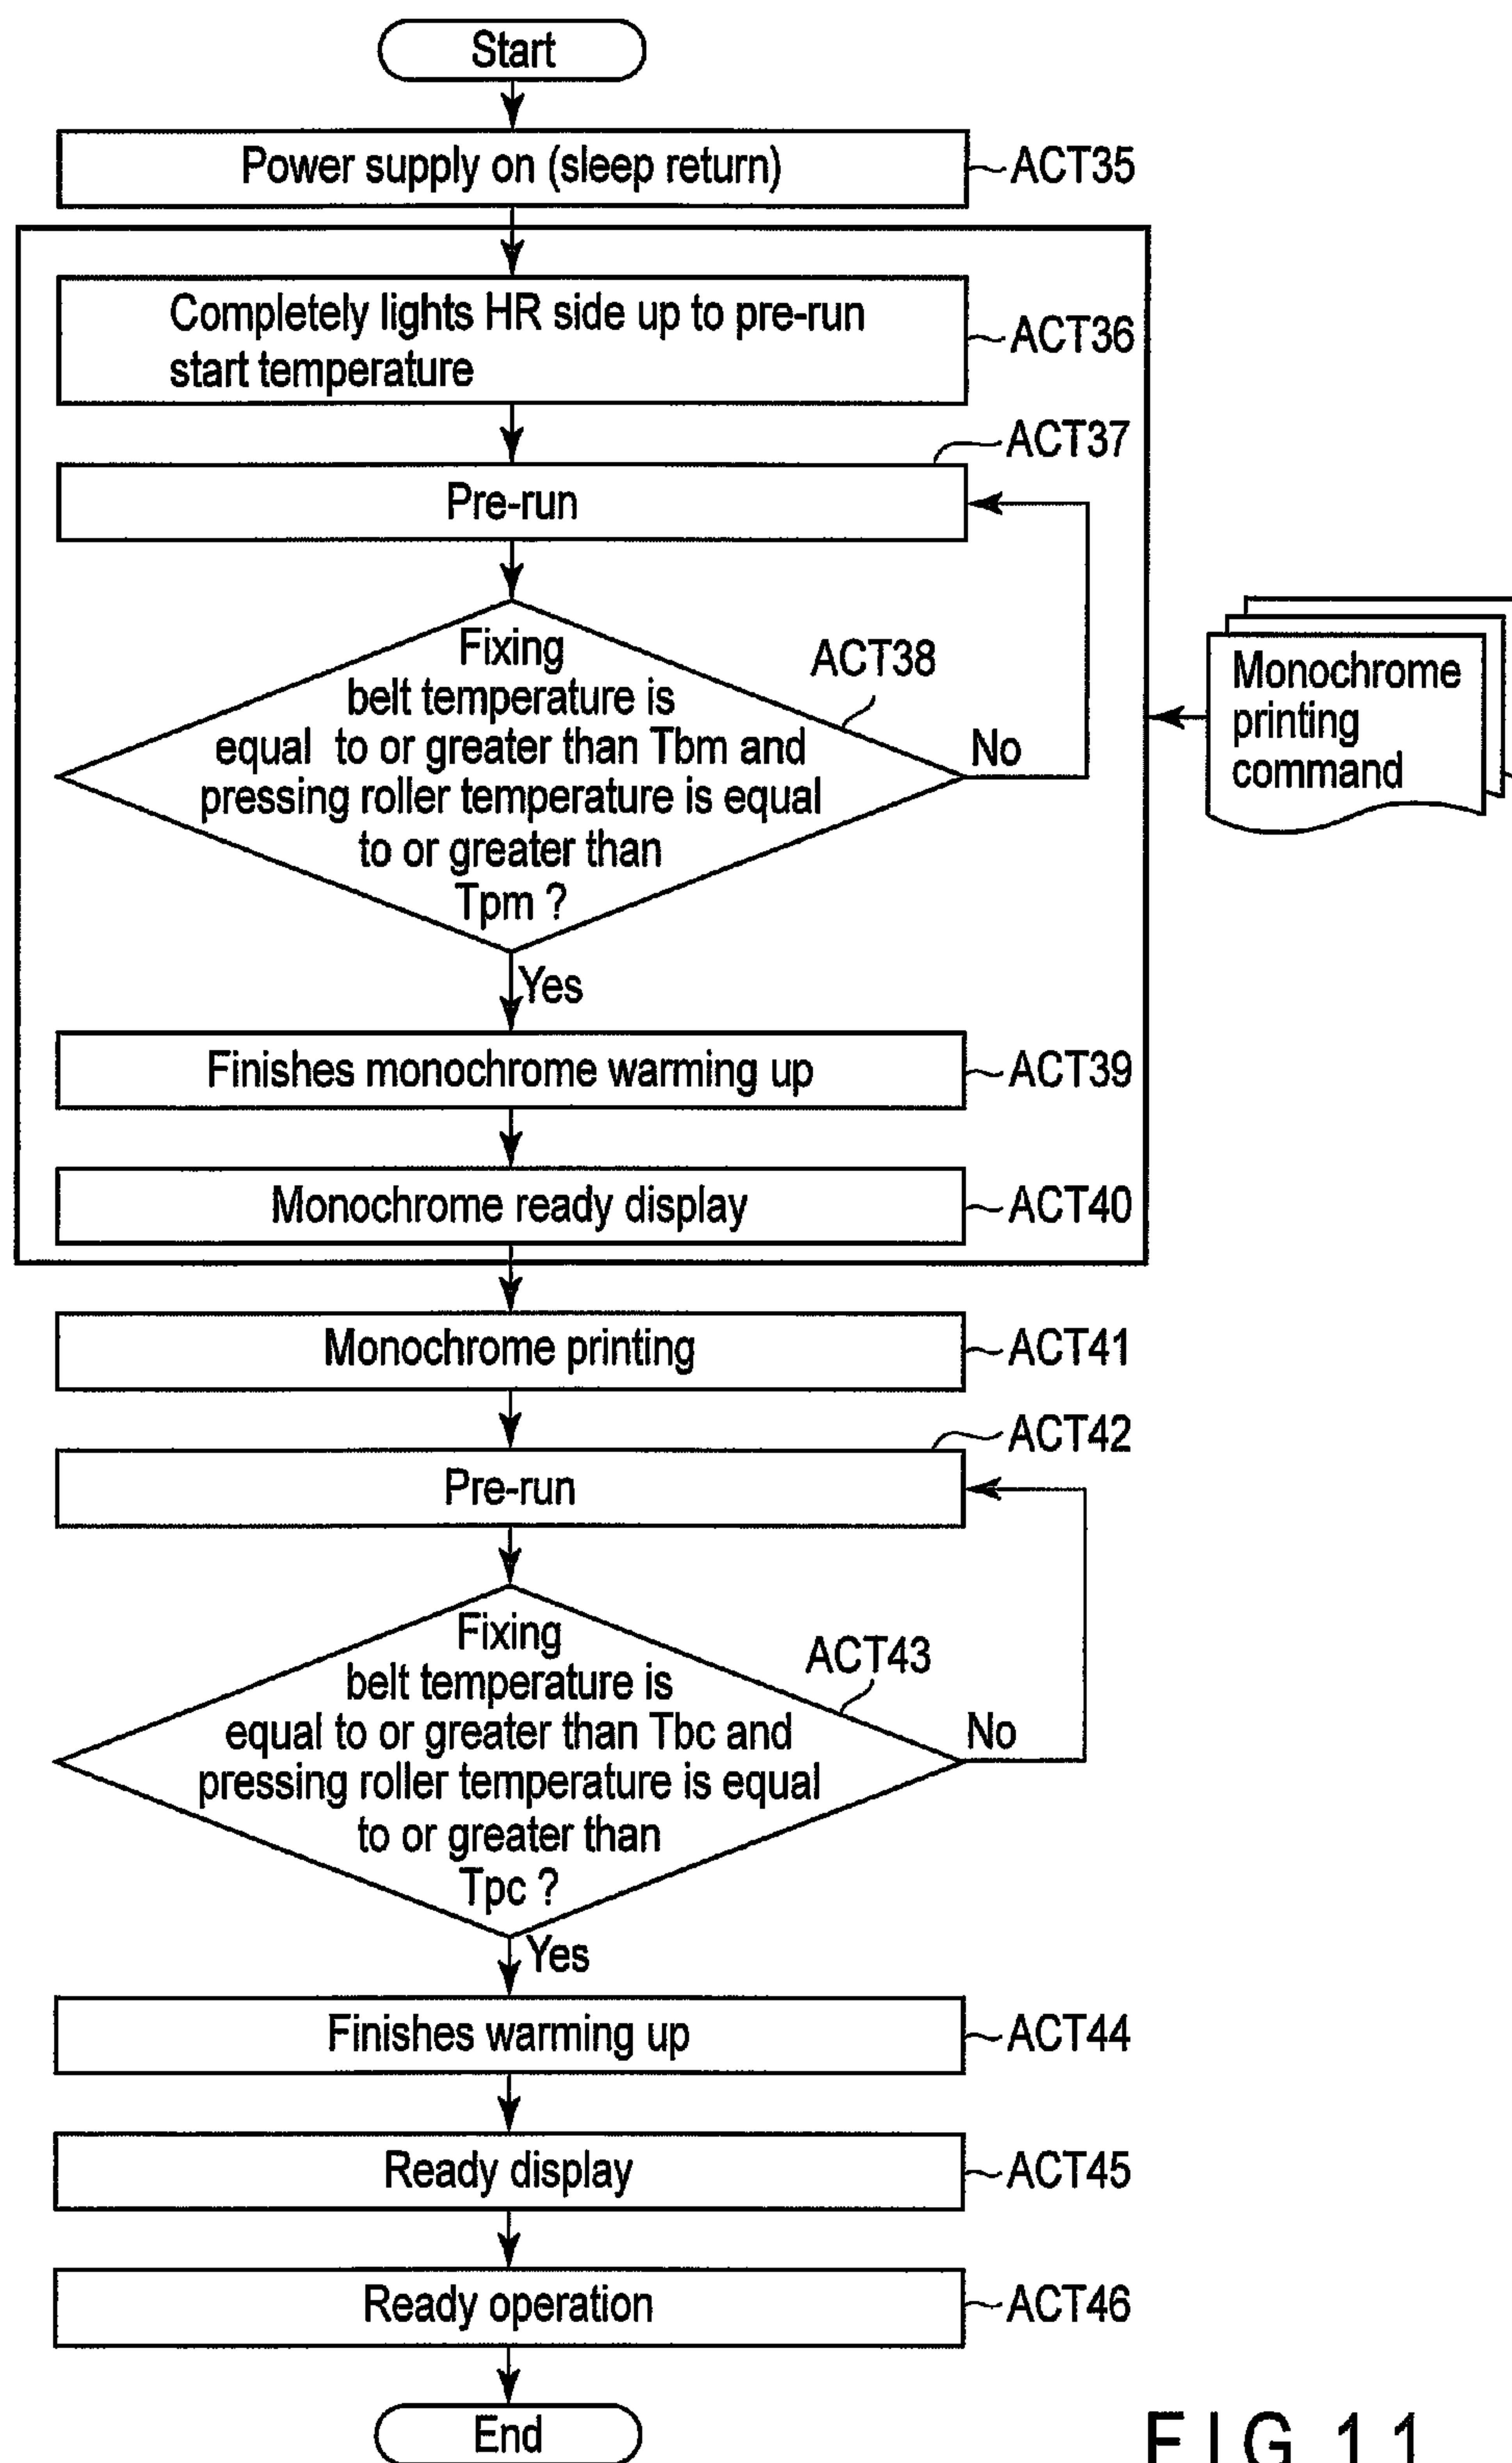 Start
Power supply on (sleep return)
ACT35
Completely lights HR side up to pre-run
start temperature
ACT36
ACT37
Pre-run
Fixing
belt temperature is
equal to or greater than Tbm and
pressing roller temperature is equal
to or greater than
Tpm ?
ACT38
No
Monochrome
printing
command
Yes
Finishes monochrome warming up
ACT39
Monochrome ready display
ACT40
Monochrome printing
ACT41
ACT42
Pre-run
Fixing
belt temperature is
equal to or greater than Tbc and
pressing roller temperature is equal
to or greater than
Tpc ?
ACT43
No
Yes
Finishes warming up
ACT44
Ready display
ACT45
Ready operation
ACT46
End
FIG. 11